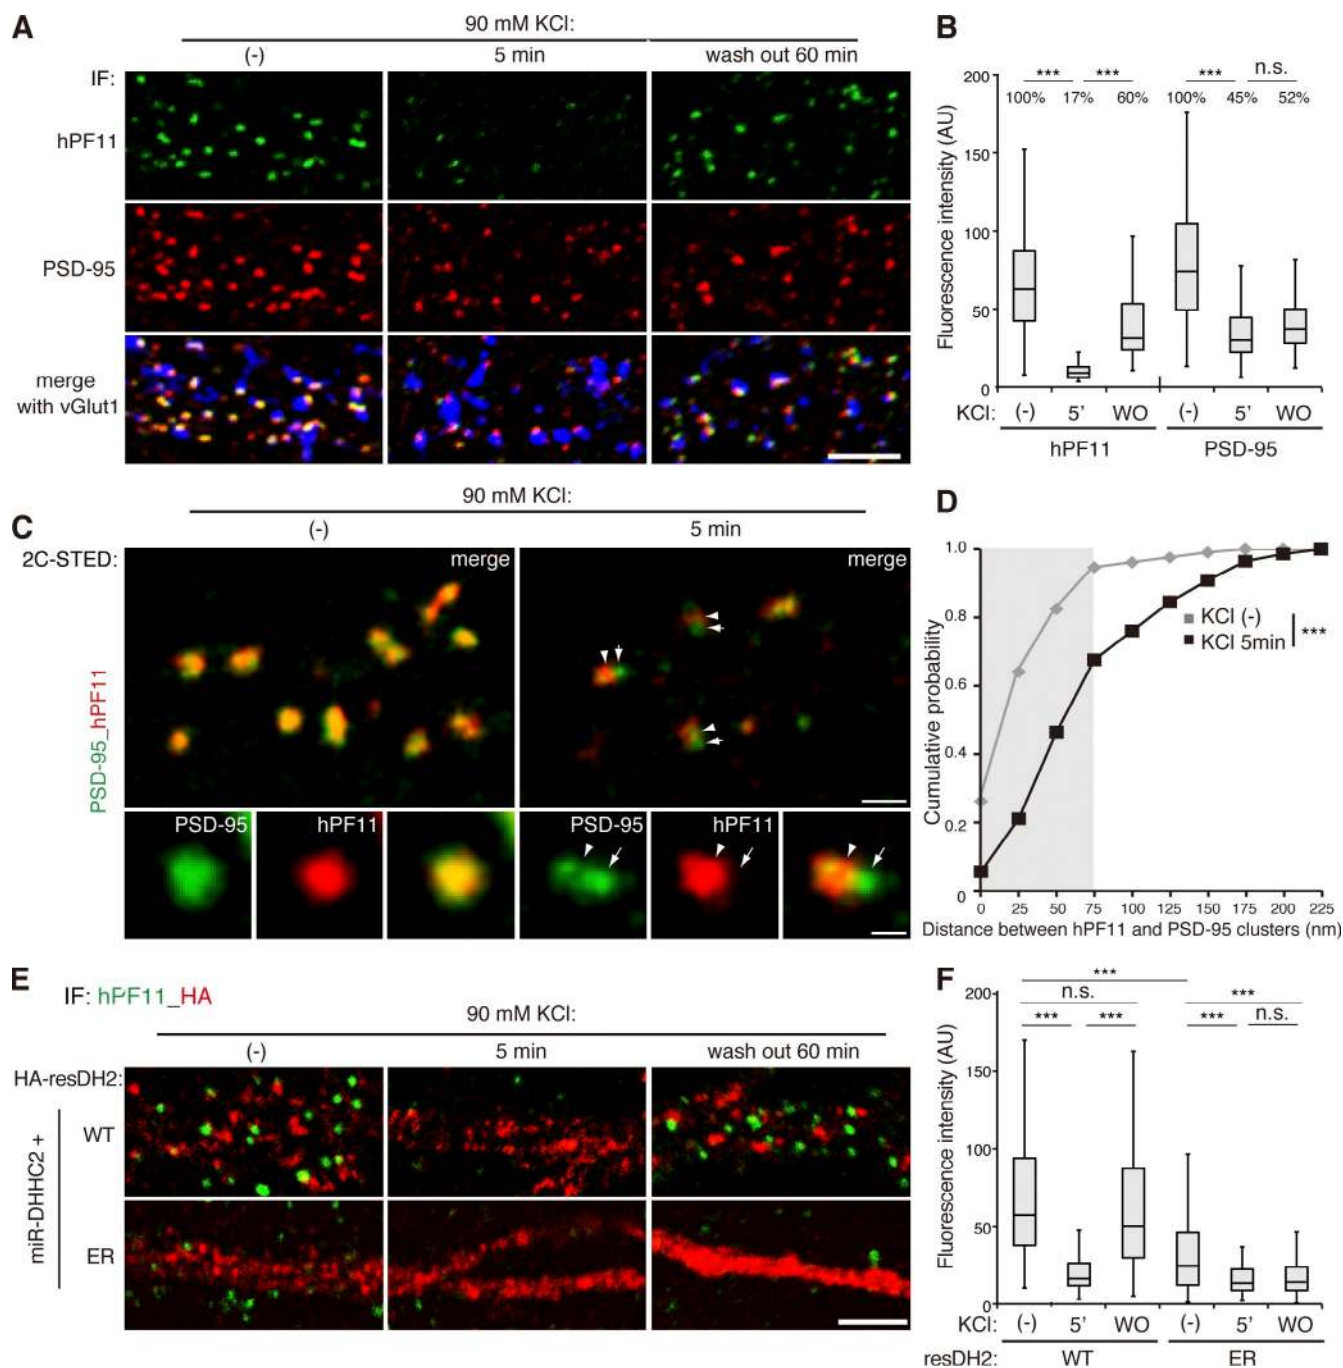 A
90 mM KCl:
(-)
5 min
wash out 60 min
IF:
hPF11
PSD-95
merge
with vGlut1
B
Fluorescence intensity (AU)
200
150
100
50
0
*** *** *** n.s.
100% 17% 60% 100% 45% 52%
KCl: (-) 5' WO (-) 5' WO
hPF11 PSD-95
C
90 mM KCl:
(-)
5 min
2C-STED:
merge
merge
PSD-95_hPF11
PSD-95
hPF11
PSD-95
hPF11
D
Cumulative probability
1.0
0.8
0.6
0.4
0.2
0
KCl (-)
KCl 5min
***
0 25 50 75 100 125 150 175 200 225
Distance between hPF11 and PSD-95 clusters (nm)
E
IF: hPF11_HA
90 mM KCl:
(-)
5 min
wash out 60 min
HA-resDH2:
miR-DHHC2 +
WT
ER
F
Fluorescence intensity (AU)
200
150
100
50
0
***
n.s. ***
*** *** *** n.s.
KCl: (-) 5' WO (-) 5' WO
resDH2: WT ER